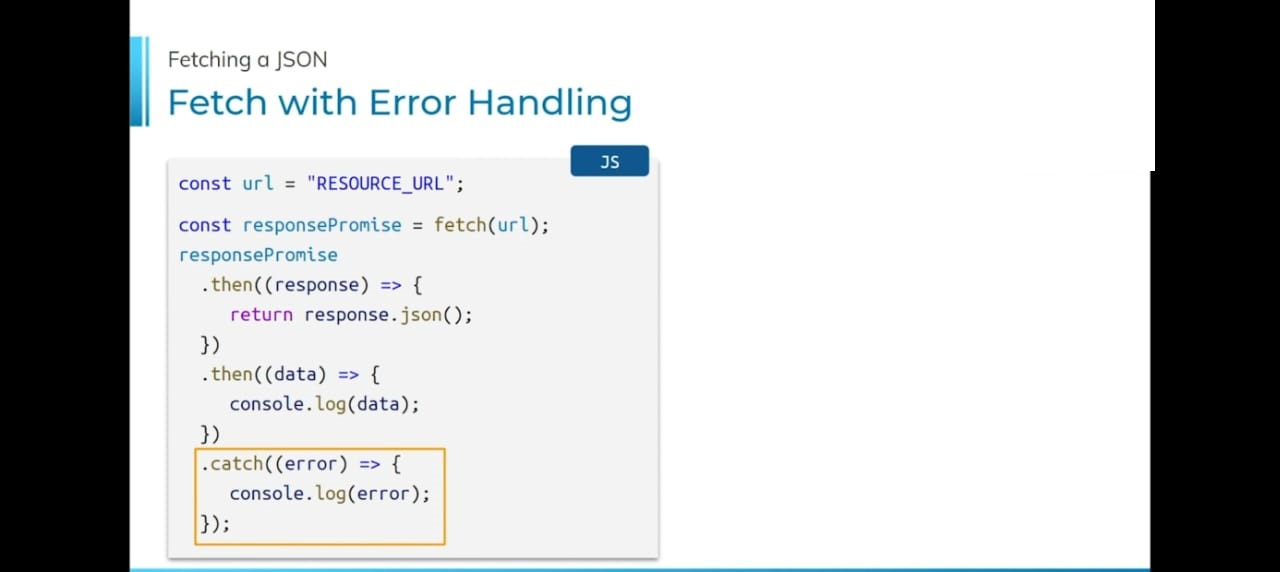 Fetching a JSON
Fetch with Error Handling
JS
const url = "RESOURCE_URL";
const responsePromise = fetch(url);
responsePromise
.then((response) => {
return response.json();
})
.then((data) => {
console.log(data);
})
.catch((error) => {
console.log(error);
});